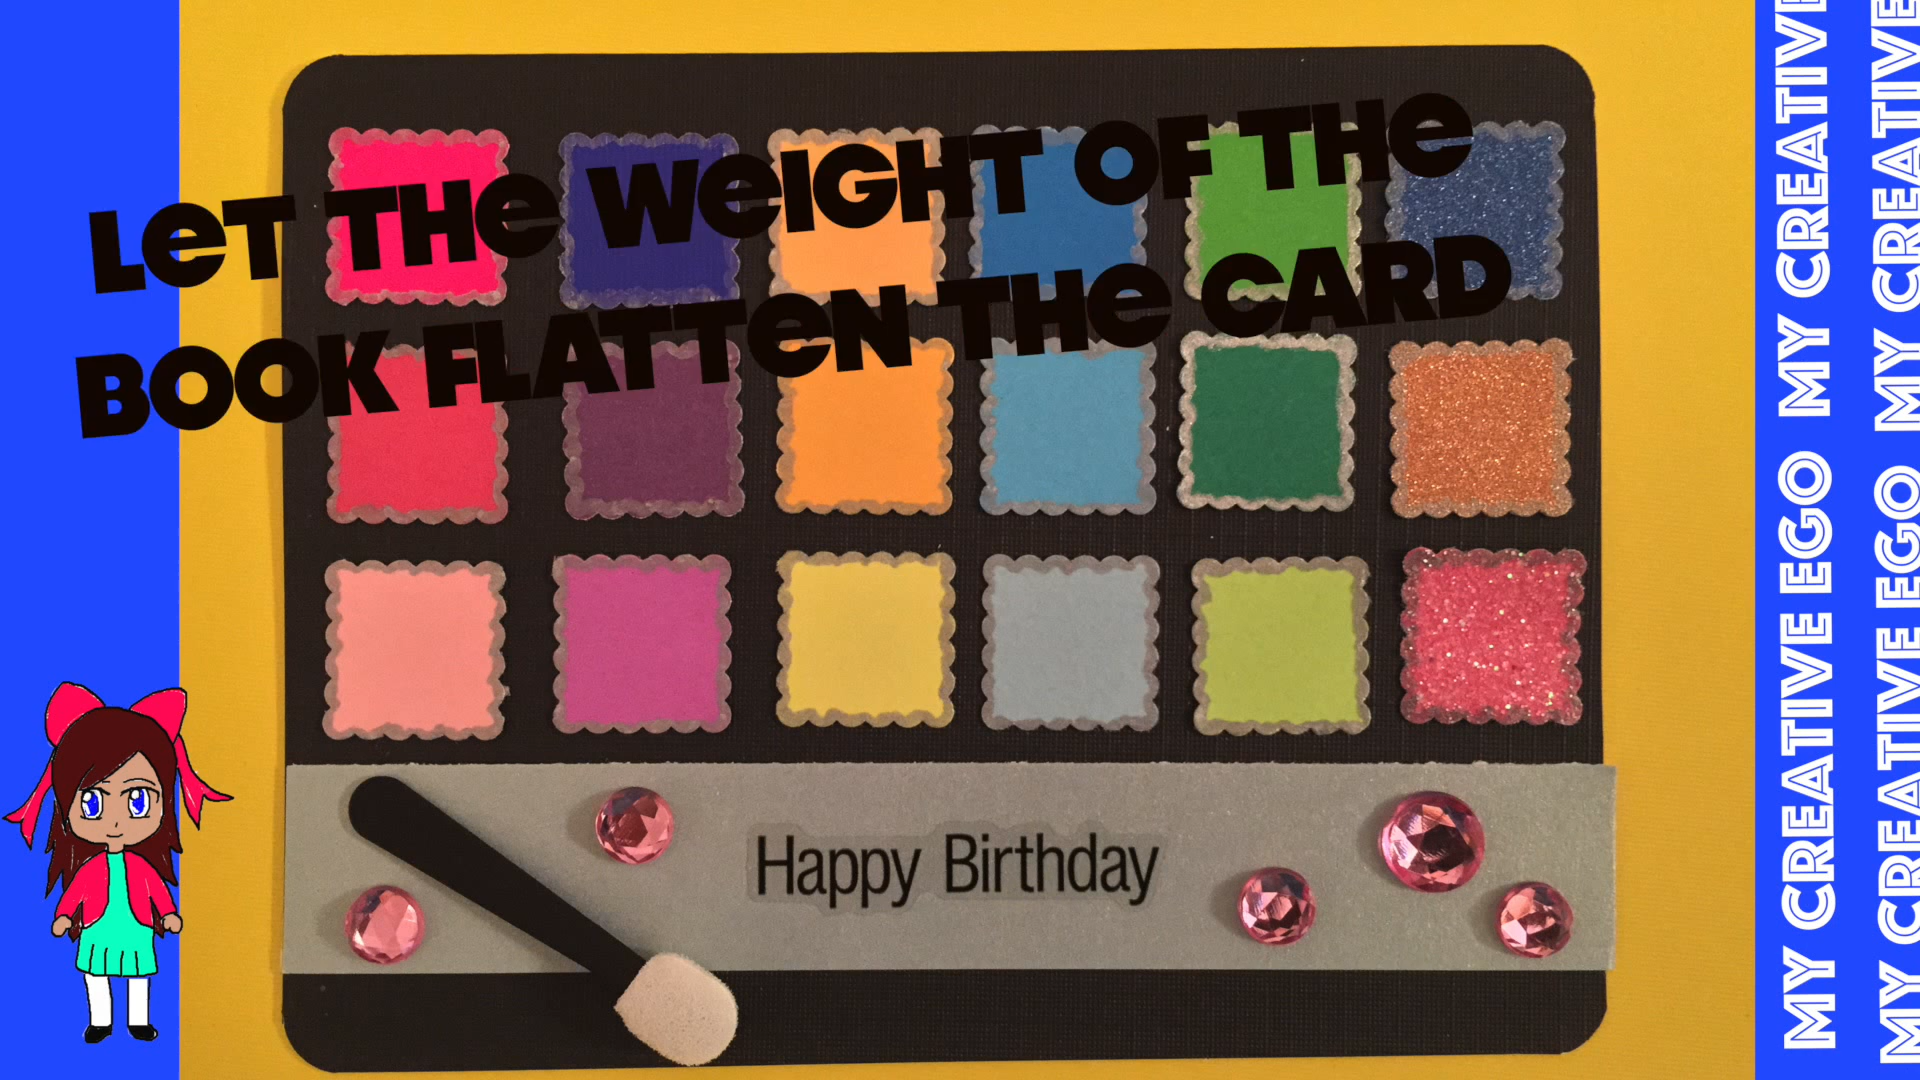 LET THE WEIGHT OF THE
BOOK FLATTEN THE CARD
Happy Birthday
MY CREATIVE EGO MY CREATIVE
MY CREATIVE EGO MY CREATIVE